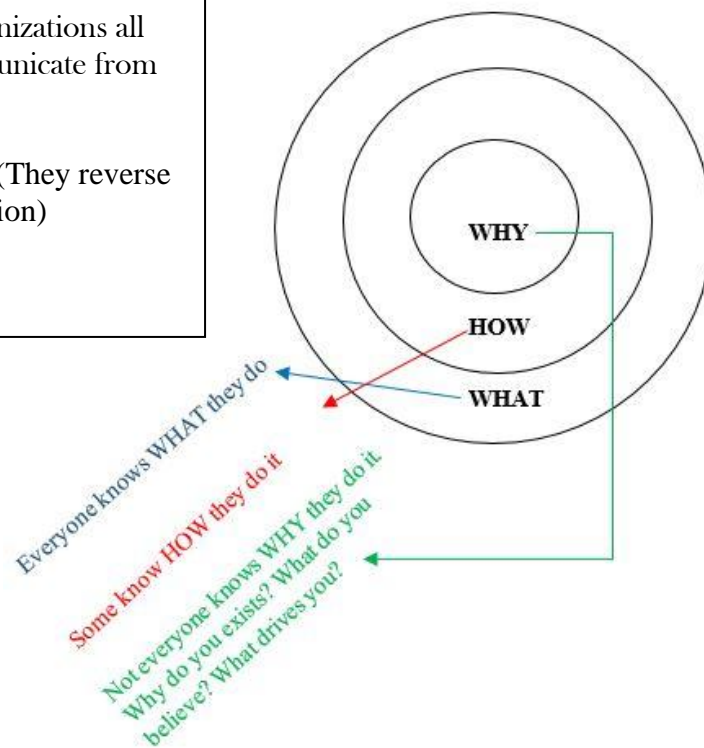 nizations all
unicate from
(They reverse
ion)
WHY
HOW
WHAT
Everyone knows WHAT they do
Some know HOW they do it
Not everyone knows WHY they do it.
Why do you exists? What do you
believe? What drives you?